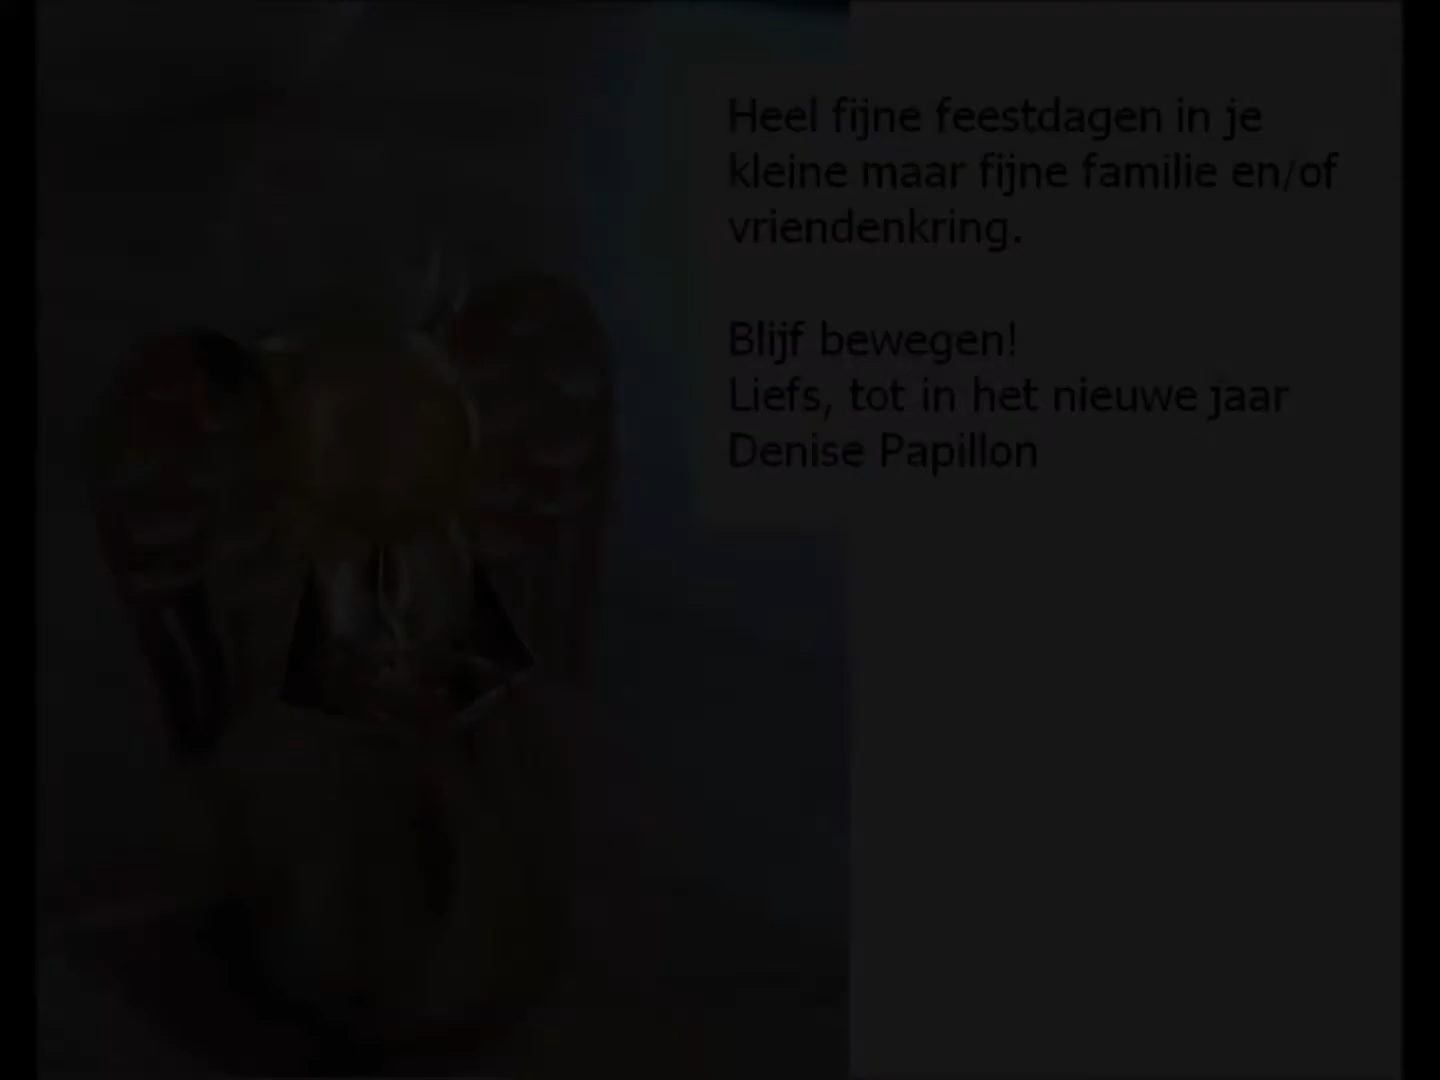 Heel fijne feestdagen in je
kleine maar fijne familie en/of
vriendenkring.
Blijf bewegen!
Liefs, tot in het nieuwe jaar
Denise Papillon